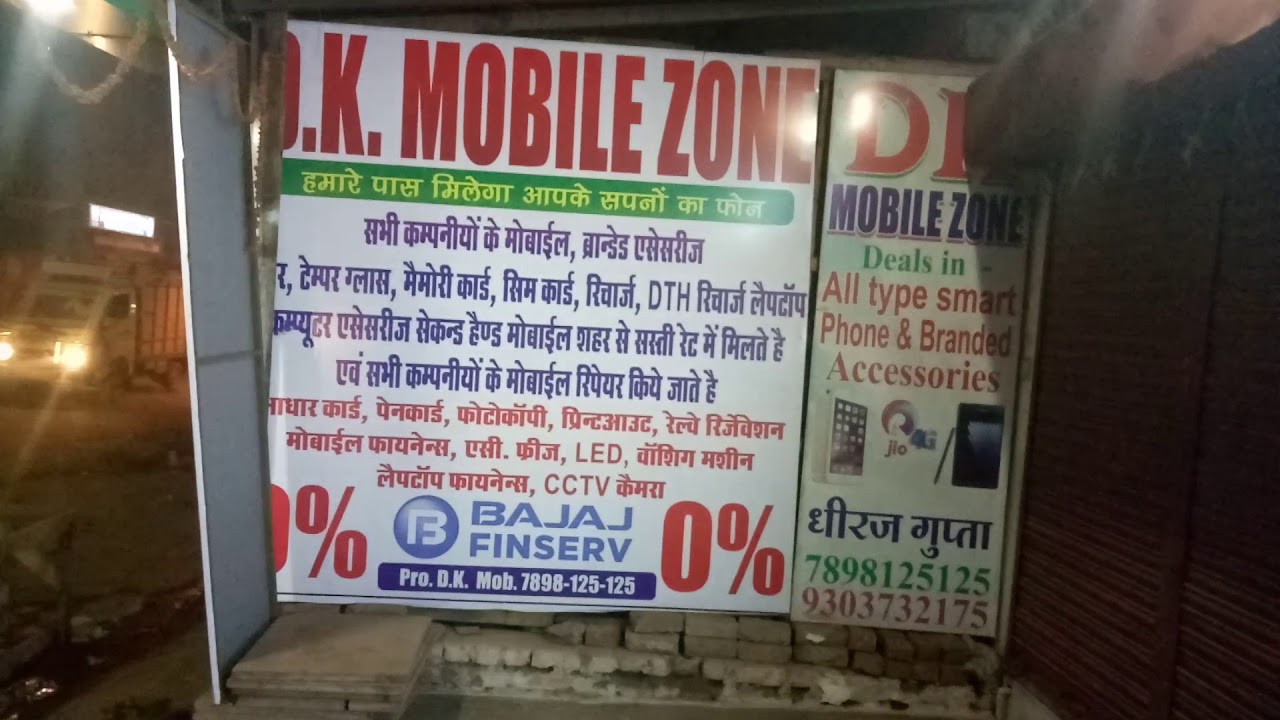 D.K. MOBILE ZONE
हमारे पास मिलेगा आपके सपनों का फोन
सभी कम्पनीयों के मोबाईल, ब्रान्डेड एसेसरीज
र, टेम्पर ग्लास, मैमोरी कार्ड, सिम कार्ड, रिचार्ज, DTH रिचार्ज लैपटॉप
कम्प्यूटर एसेसरीज सेकन्ड हैण्ड मोबाईल शहर से सस्ती रेट में मिलते है
एवं सभी कम्पनीयों के मोबाईल रिपेयर किये जाते है
आधार कार्ड, पेनकार्ड, फोटोकॉपी, प्रिन्टआउट, रेल्वे रिजेंवेशन
मोबाईल फायनेन्स, एसी. फ्रीज, LED, वॉशिग मशीन
लैपटॉप फायनेन्स, CCTV कैमरा
0% BAJAJ FINSERV 0%
Pro. D.K. Mob. 7898-125-125
DK
MOBILE ZONE
Deals in -
All type smart
Phone & Branded
Accessories
Jio 4G
धीरज गुप्ता
7898125125
9303732175